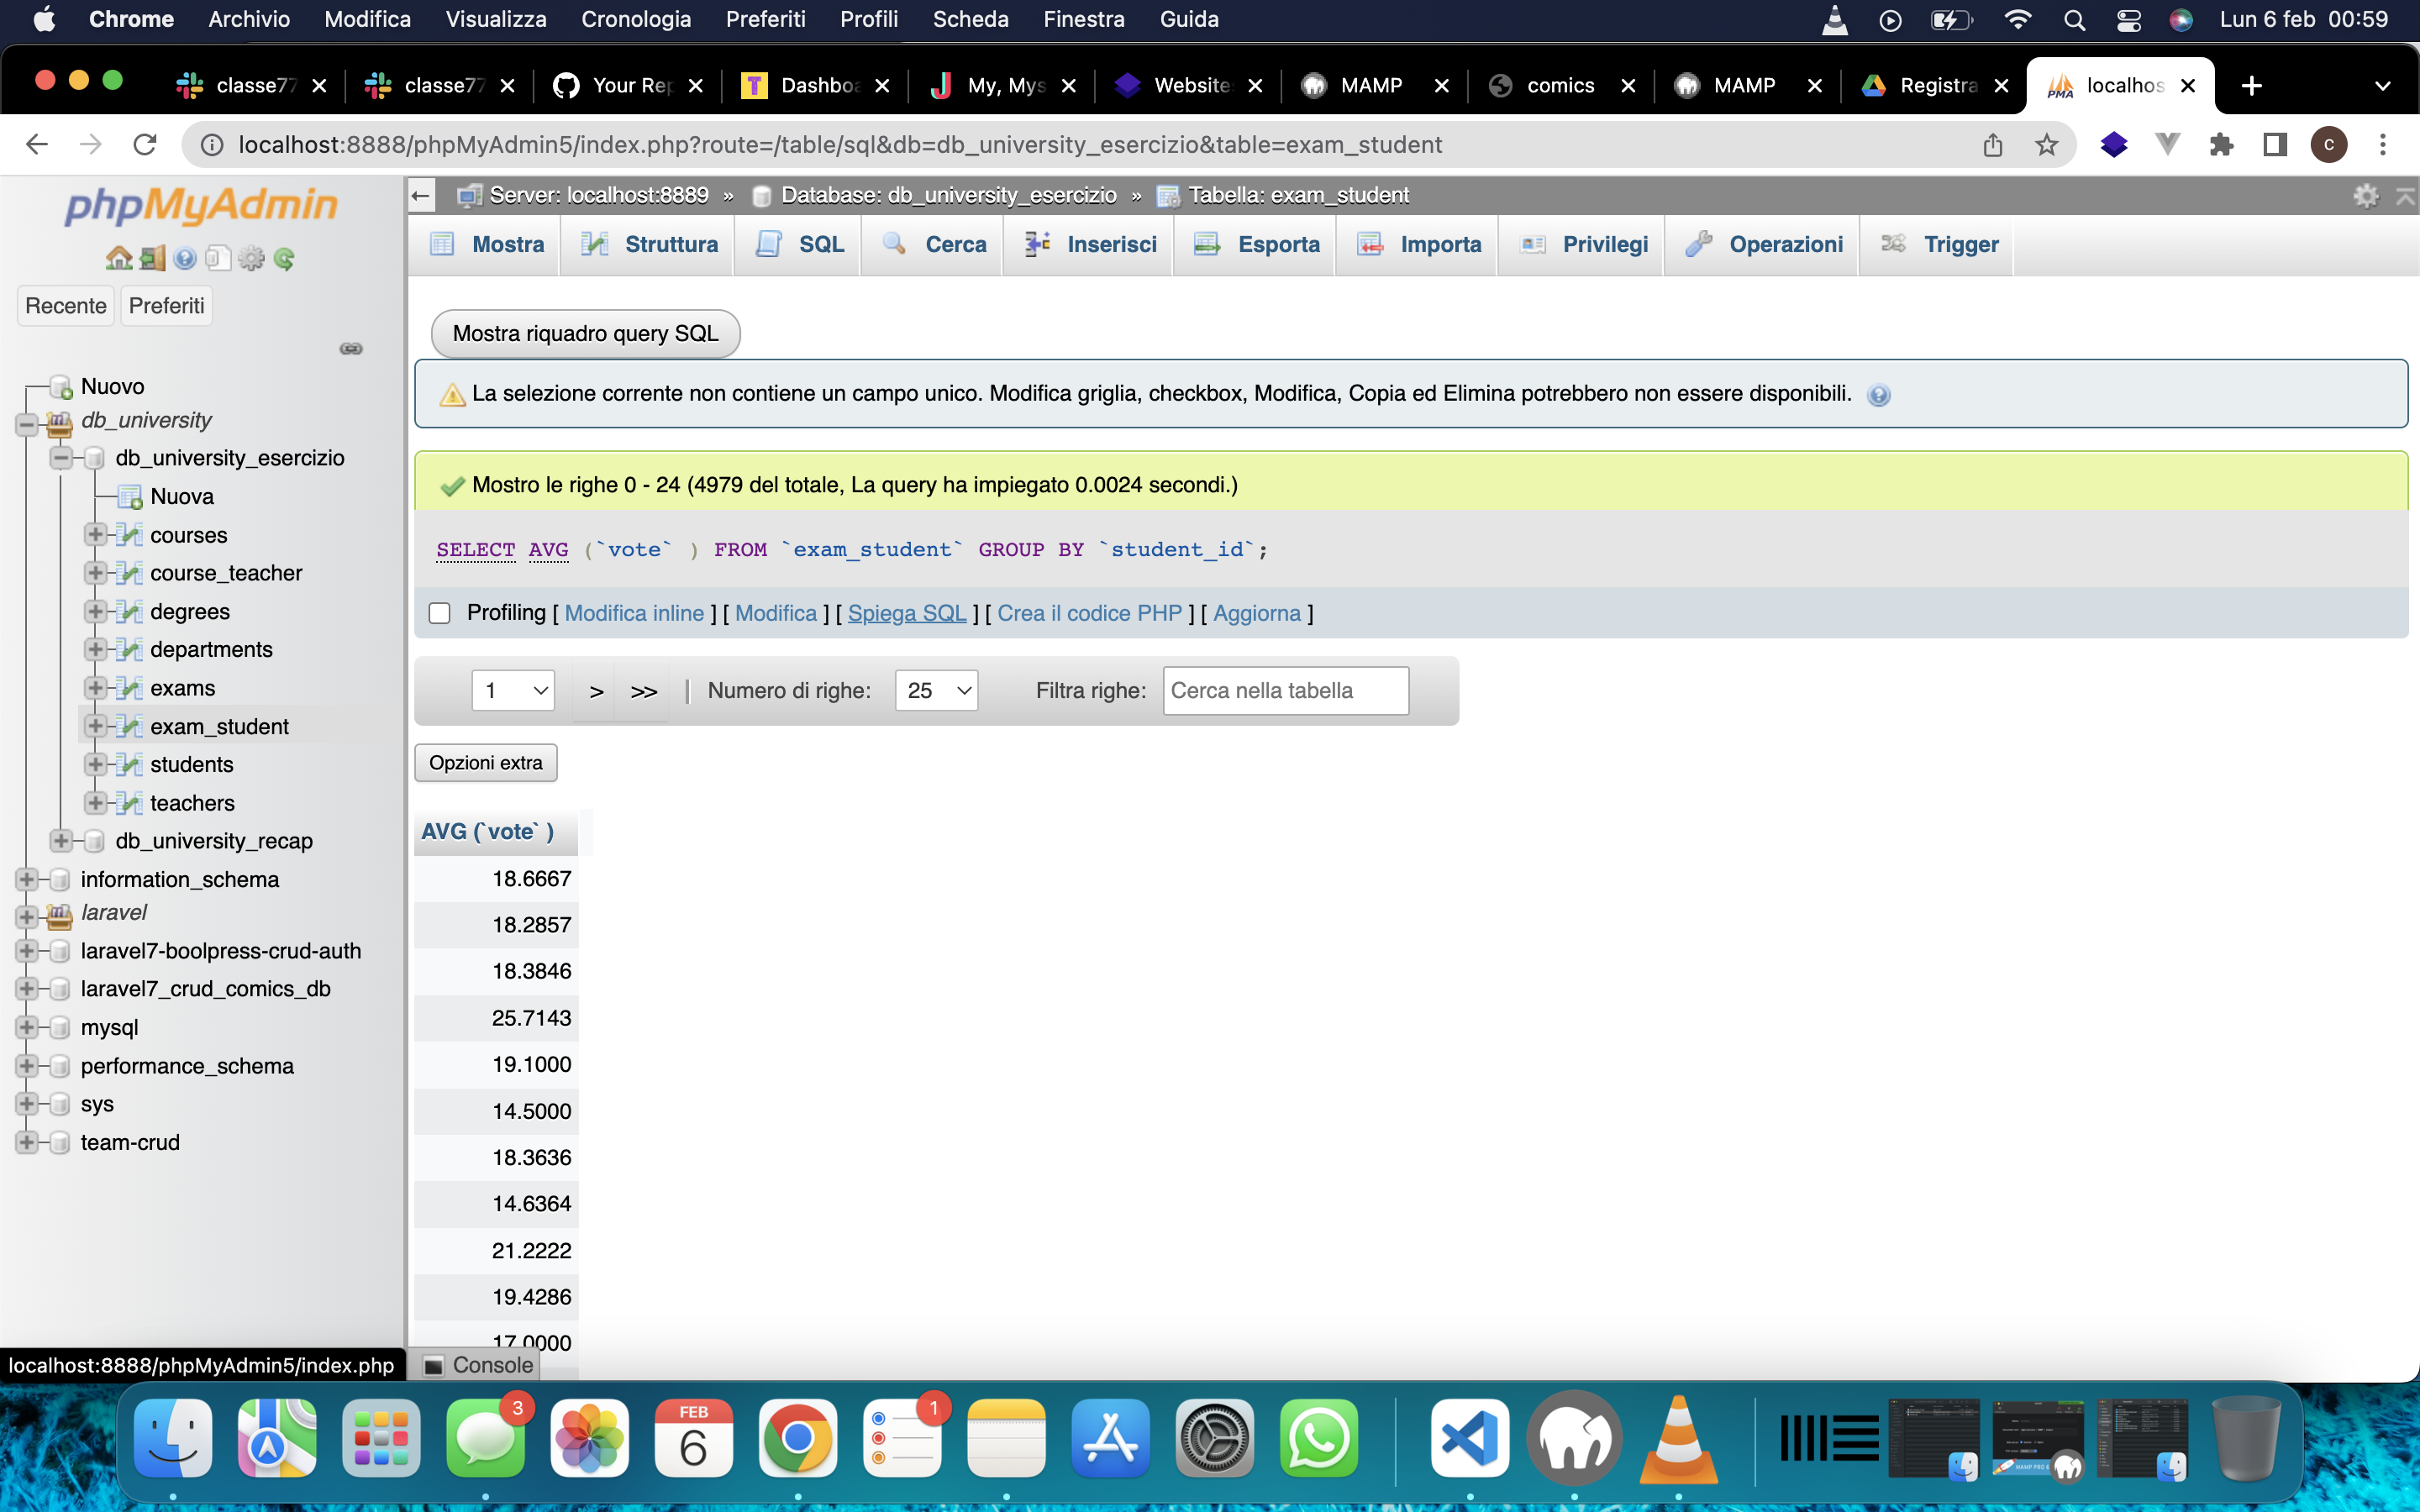 Chrome Archivio Modifica Visualizza Cronologia Preferiti Profili Scheda Finestra Guida Lun 6 feb 00:59
classe77 classe77 Your Rep Dashboa My, Mys Website MAMP comics MAMP Registra localhos
localhost:8888/phpMyAdmin5/index.php?route=/table/sql&db=db_university_esercizio&table=exam_student
c
phpMyAdmin
Recente Preferiti
Nuovo
db_university
db_university_esercizio
Nuova
courses
course_teacher
degrees
departments
exams
exam_student
students
teachers
db_university_recap
information_schema
laravel
laravel7-boolpress-crud-auth
laravel7_crud_comics_db
mysql
performance_schema
sys
team-crud
localhost:8888/phpMyAdmin5/index.php
Server: localhost:8889 » Database: db_university_esercizio » Tabella: exam_student
Mostra Struttura SQL Cerca Inserisci Esporta Importa Privilegi Operazioni Trigger
Mostra riquadro query SQL
La selezione corrente non contiene un campo unico. Modifica griglia, checkbox, Modifica, Copia ed Elimina potrebbero non essere disponibili.
Mostro le righe 0 - 24 (4979 del totale, La query ha impiegato 0.0024 secondi.)
SELECT AVG (`vote` ) FROM `exam_student` GROUP BY `student_id`;
Profiling [ Modifica inline ] [ Modifica ] [ Spiega SQL ] [ Crea il codice PHP ] [ Aggiorna ]
1 > >> | Numero di righe: 25 Filtra righe: Cerca nella tabella
Opzioni extra
AVG (`vote` )
18.6667
18.2857
18.3846
25.7143
19.1000
14.5000
18.3636
14.6364
21.2222
19.4286
17.0000
Console
3
FEB
6
1